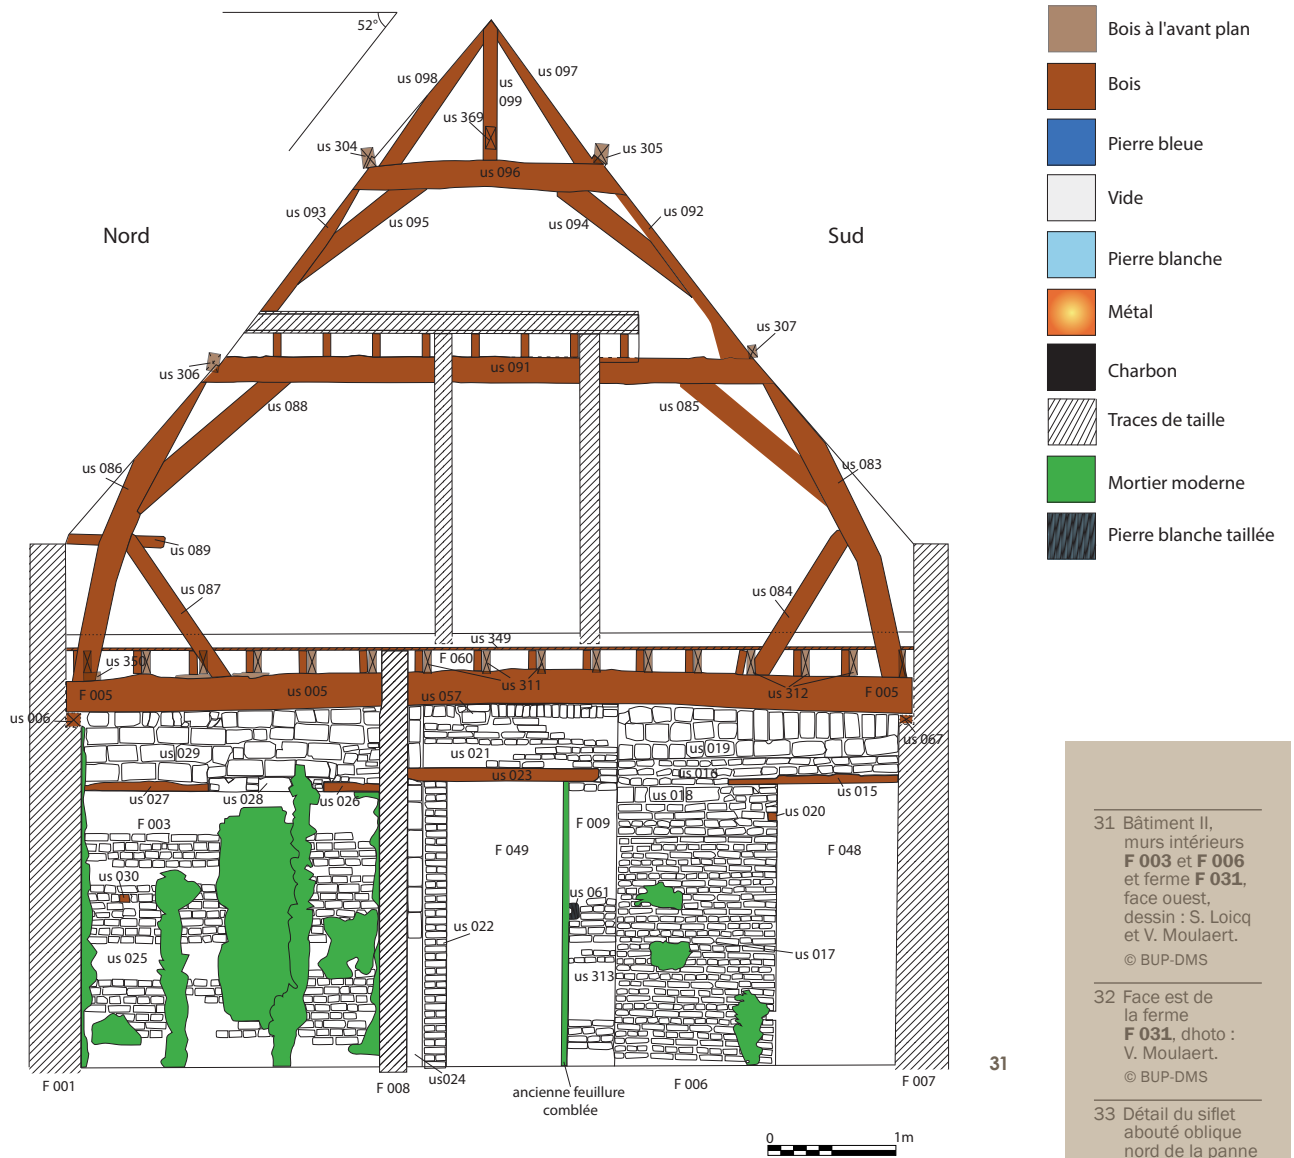 52°
us 098
us 097
us
099
us 369
us 304
us 305
us 096
us 093
us 095
us 094
us 092
Nord
Sud
us 307
us 306
us 091
us 088
us 085
us 086
us 083
us 089
us 087
us 084
us 349
us 350
F 060
us 311
us 312
F 005
us 005
F 005
us 006
us 057
us 067
us 029
us 021
us 019
us 016
us 023
us 015
us 027
us 028
us 026
us 018
us 020
F 003
F 009
F 049
F 048
us 030
us 061
us 022
us 017
us 025
us 313
F 001
F 008
us024
F 006
F 007
ancienne feuillure
comblée
0
1m
Bois à l'avant plan
Bois
Pierre bleue
Vide
Pierre blanche
Métal
Charbon
Traces de taille
Mortier moderne
Pierre blanche taillée
31
31 Bâtiment II,
murs intérieurs
F 003 et F 006
et ferme F 031,
face ouest,
dessin : S. Loicq
et V. Moulaert.
© BUP-DMS
32 Face est de
la ferme
F 031, dhoto :
V. Moulaert.
© BUP-DMS
33 Détail du siflet
abouté oblique
nord de la panne